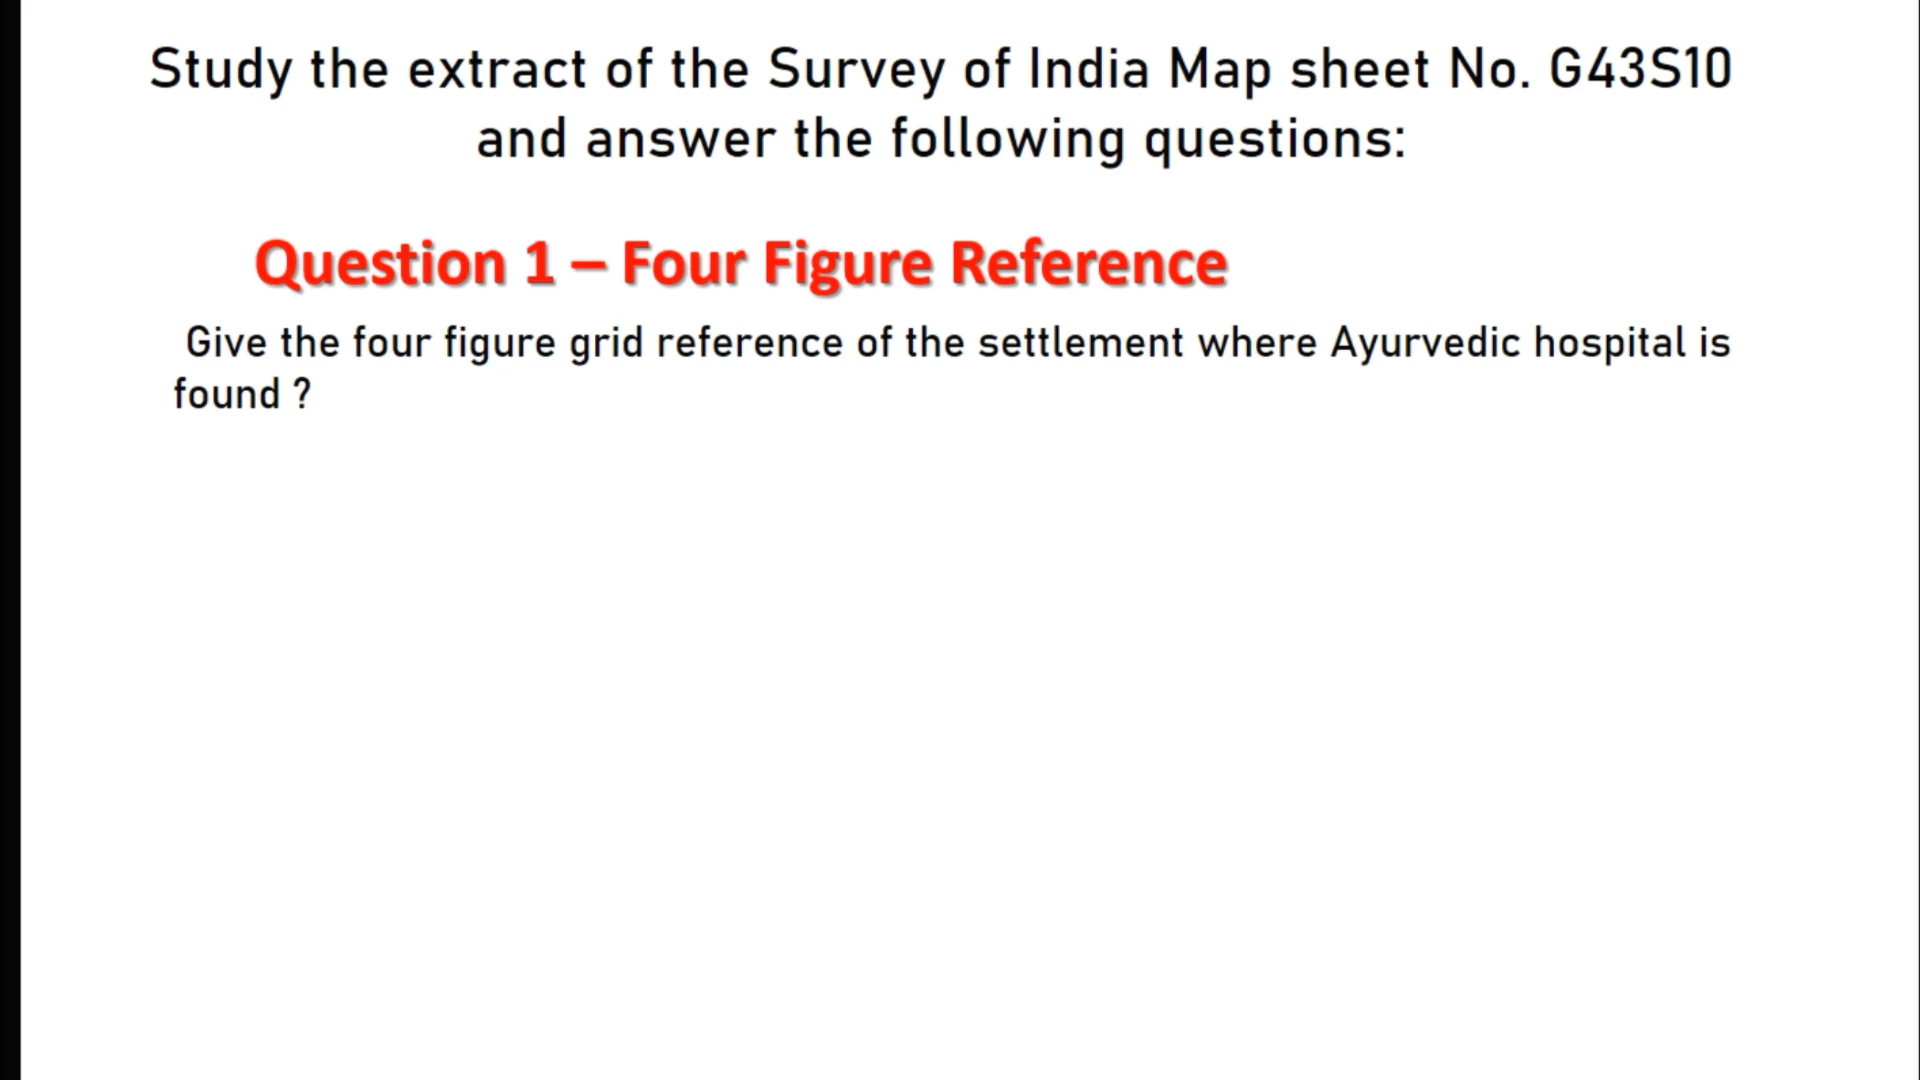 Study the extract of the Survey of India Map sheet No. G43S10
and answer the following questions:
Question 1 – Four Figure Reference
Give the four figure grid reference of the settlement where Ayurvedic hospital is
found ?